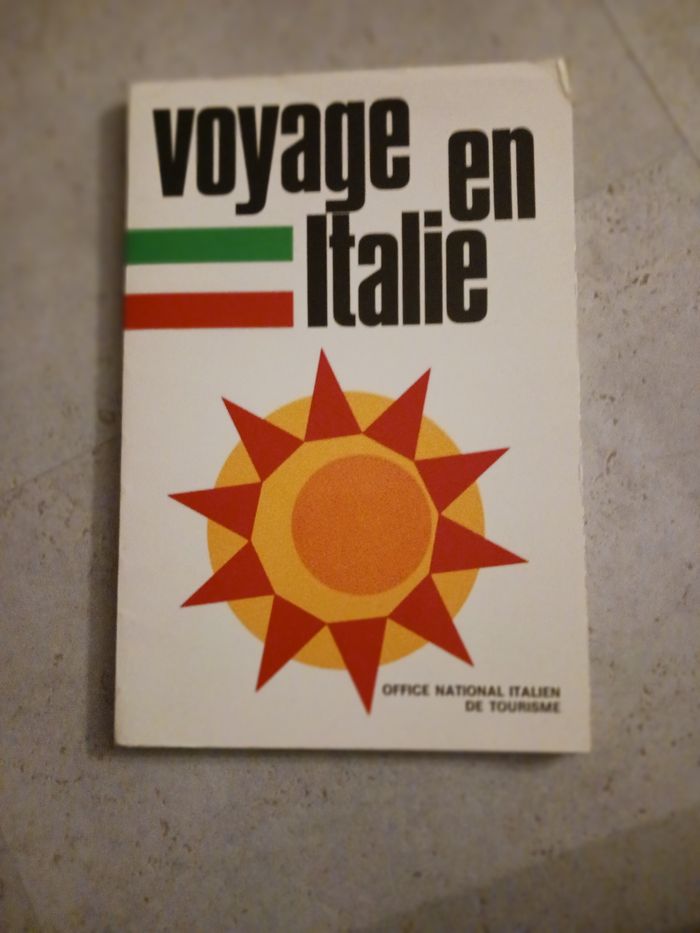 voyage
en
Italie
OFFICE NATIONAL ITALIEN
DE TOURISME